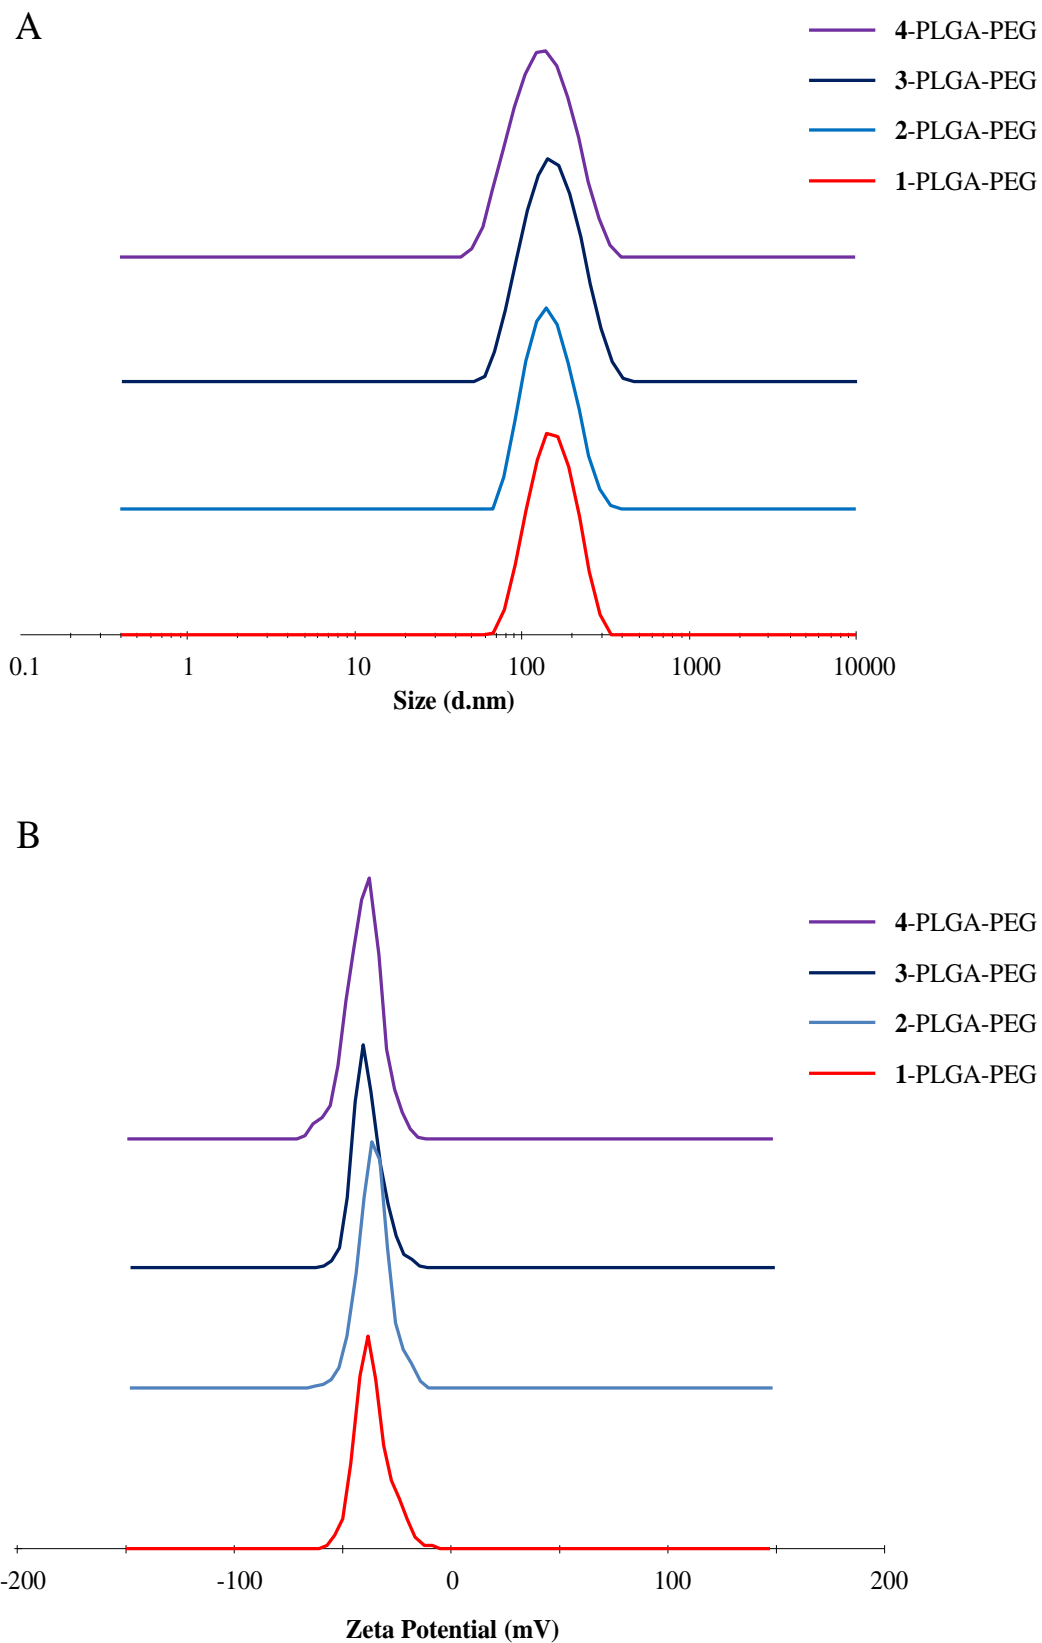 A
4-PLGA-PEG
3-PLGA-PEG
2-PLGA-PEG
1-PLGA-PEG
0.1 1 10 100 1000 10000
Size (d.nm)
B
4-PLGA-PEG
3-PLGA-PEG
2-PLGA-PEG
1-PLGA-PEG
-200 -100 0 100 200
Zeta Potential (mV)